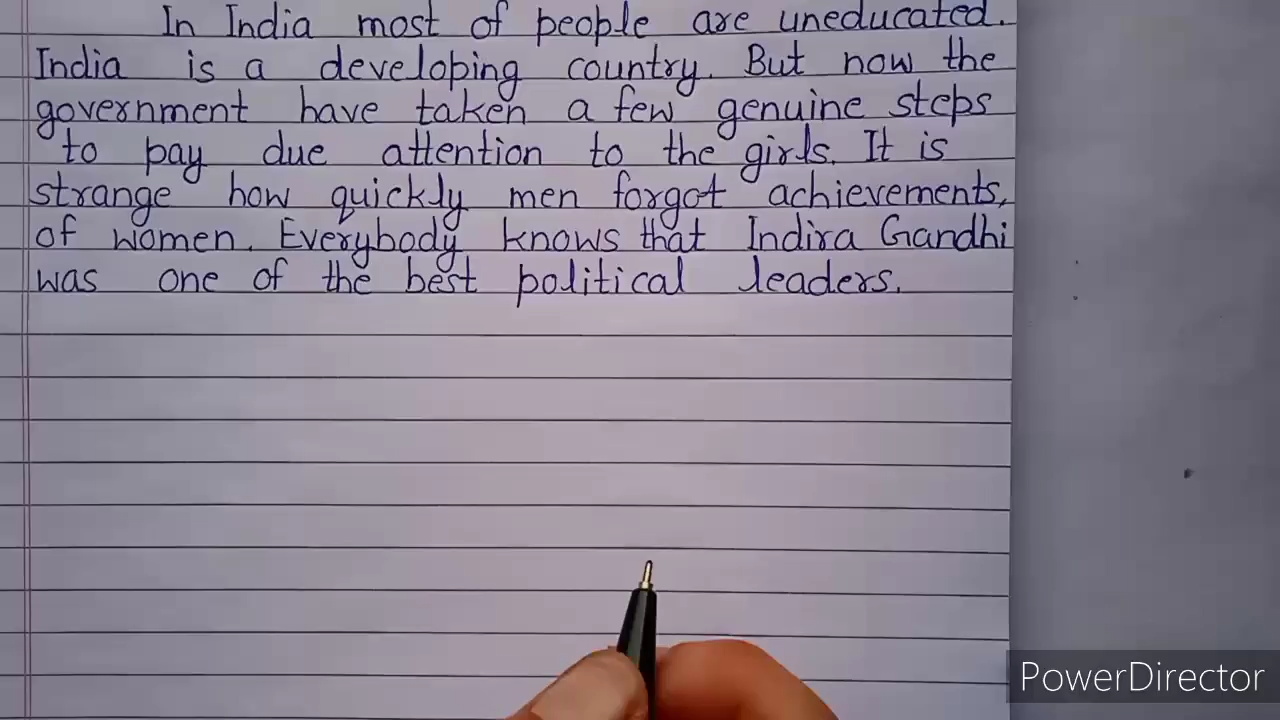 In India most of people are uneducated.
India is a developing country. But now the
government have taken a few genuine steps
to pay due attention to the girls. It is
strange how quickly men forgot achievements,
of women. Everybody knows that Indira Gandhi
was one of the best political leaders.
PowerDirector